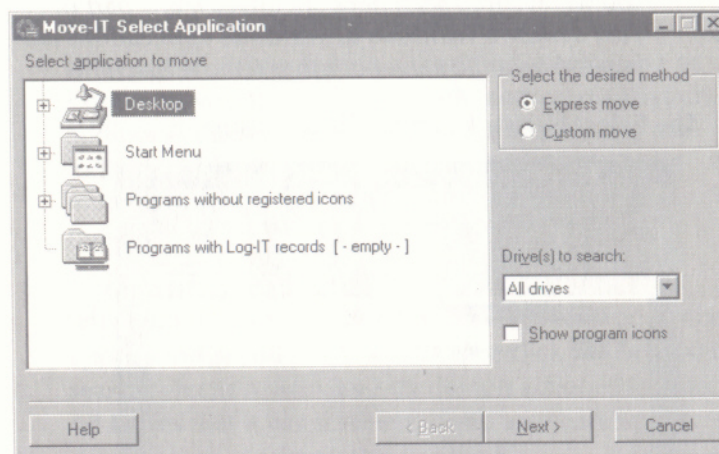 Move-IT Select Application
Select application to move
Desktop
Start Menu
Programs without registered icons
Programs with Log-IT records [ - empty - ]
Select the desired method
Express move
Custom move
Drive(s) to search:
All drives
Show program icons
Help
< Back
Next >
Cancel